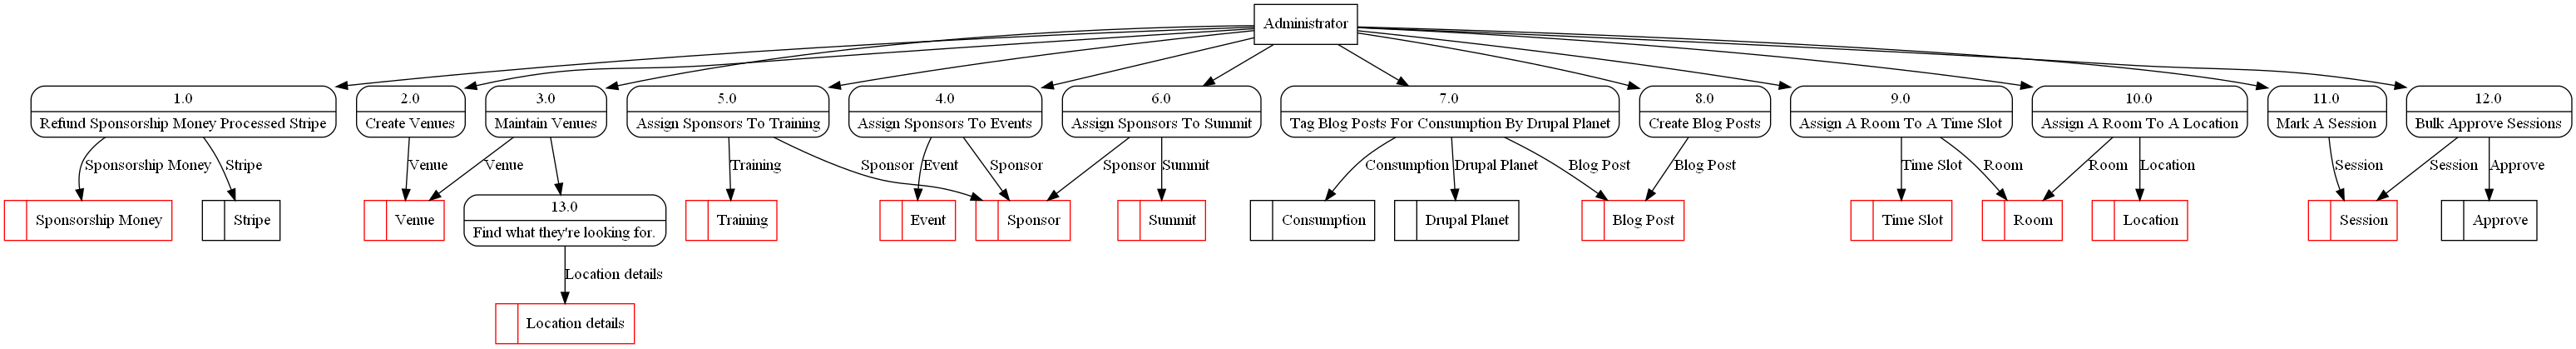 Administrator
1.0
Refund Sponsorship Money Processed Stripe
2.0
Create Venues
3.0
Maintain Venues
5.0
Assign Sponsors To Training
4.0
Assign Sponsors To Events
6.0
Assign Sponsors To Summit
7.0
Tag Blog Posts For Consumption By Drupal Planet
8.0
Create Blog Posts
9.0
Assign A Room To A Time Slot
10.0
Assign A Room To A Location
11.0
Mark A Session
12.0
Bulk Approve Sessions
Sponsorship Money
Stripe
Venue
Venue
Training
Sponsor
Event
Sponsor
Sponsor
Summit
Consumption
Drupal Planet
Blog Post
Blog Post
Time Slot
Room
Room
Location
Session
Session
Approve
Sponsorship Money
Stripe
Venue
13.0
Find what they're looking for.
Training
Event
Sponsor
Summit
Consumption
Drupal Planet
Blog Post
Time Slot
Room
Location
Session
Approve
Location details
Location details